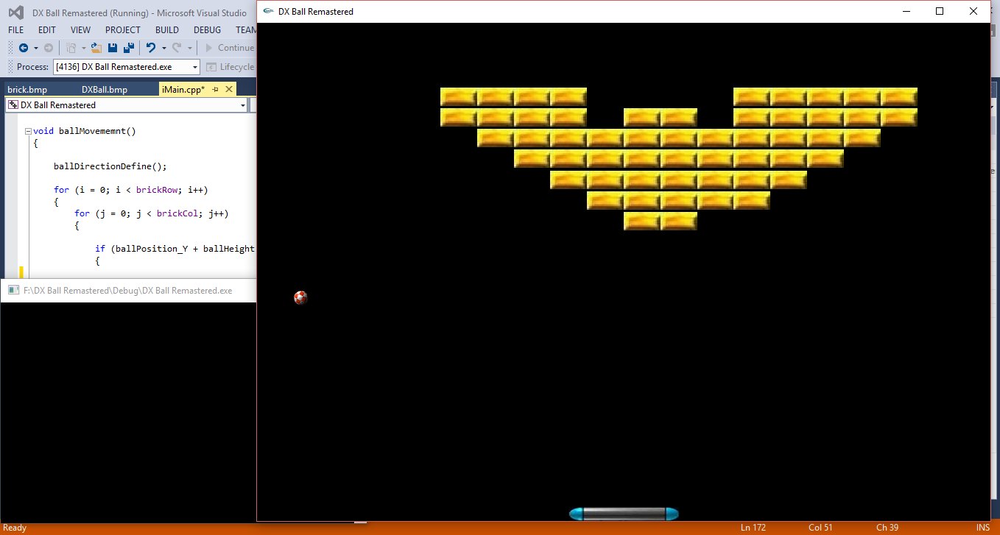 DX Ball Remastered (Running) - Microsoft Visual Studio
FILE EDIT VIEW PROJECT BUILD DEBUG TEAM
Continue
Process: [4136] DX Ball Remastered.exe Lifecycle
brick.bmp DXBall.bmp iMain.cpp*
DX Ball Remastered
void ballMovememnt()
{
ballDirectionDefine();
for (i = 0; i < brickRow; i++)
{
for (j = 0; j < brickCol; j++)
{
if (ballPosition_Y + ballHeight
{
F:\DX Ball Remastered\Debug\DX Ball Remastered.exe
DX Ball Remastered
Ready Ln 172 Col 51 Ch 39 INS